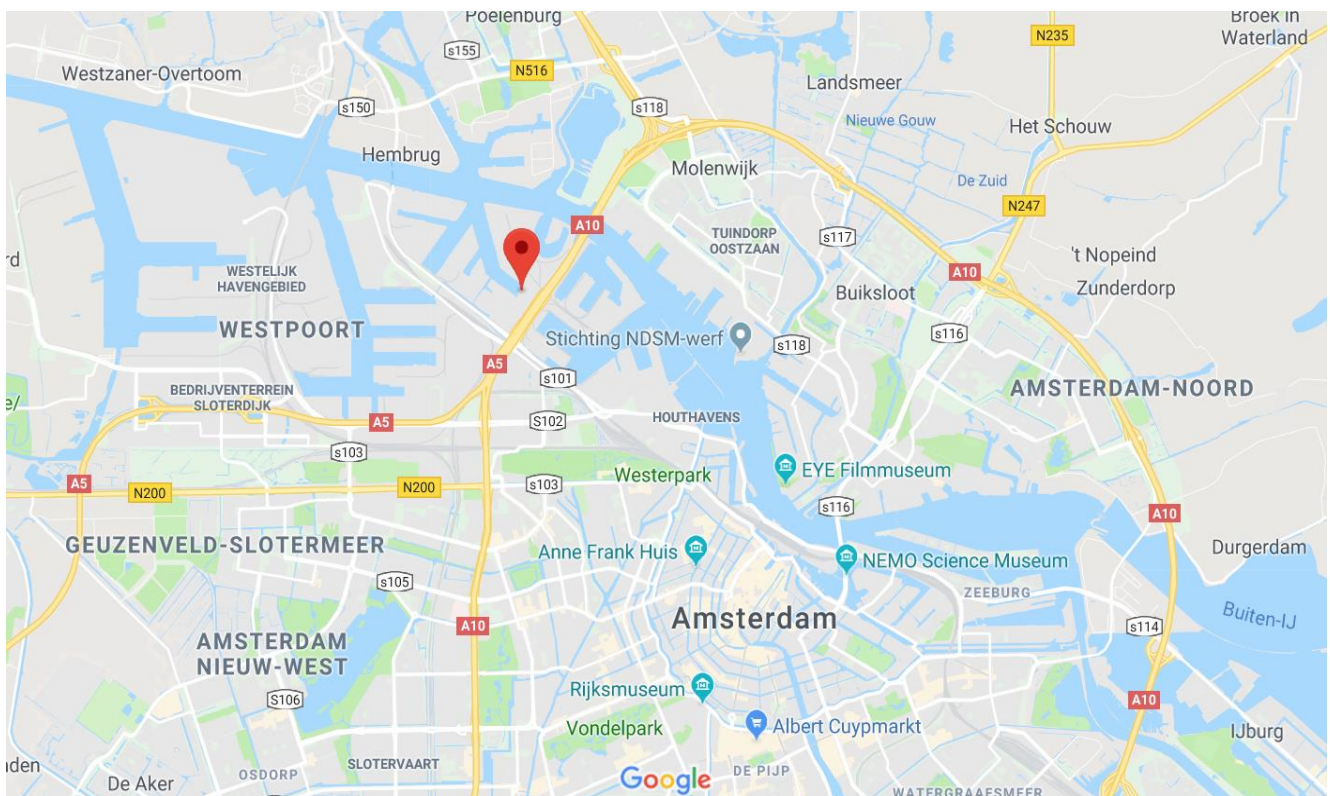 Poelenburg
Broek in
Waterland
s155
N235
Westzaner-Overtoom
N516
Landsmeer
s150
s118
Nieuwe Gouw
Het Schouw
Hembrug
Molenwijk
De Zuid
N247
A10
TUINDORP
OOSTZAAN
s117
't Nopeind
rd
WESTELIJK
HAVENGEBIED
A10
Zunderdorp
Buiksloot
WESTPOORT
Stichting NDSM-werf
s116
s118
A5
s101
BEDRIJVENTERREIN
SLOTERDIJK
AMSTERDAM-NOORD
e/
A5
S102
HOUTHAVENS
s103
Westerpark
EYE Filmmuseum
A5
N200
N200
s103
s116
A10
GEUZENVELD-SLOTERMEER
Anne Frank Huis
NEMO Science Museum
Durgerdam
s105
ZEEBURG
Buiten-IJ
Amsterdam
A10
s114
AMSTERDAM
NIEUW-WEST
Rijksmuseum
S106
A10
Vondelpark
Albert Cuypmarkt
IJburg
nden
De Aker
OSDORP
SLOTERVAART
Google
DE PIJP
WATERGRAAFSMEER